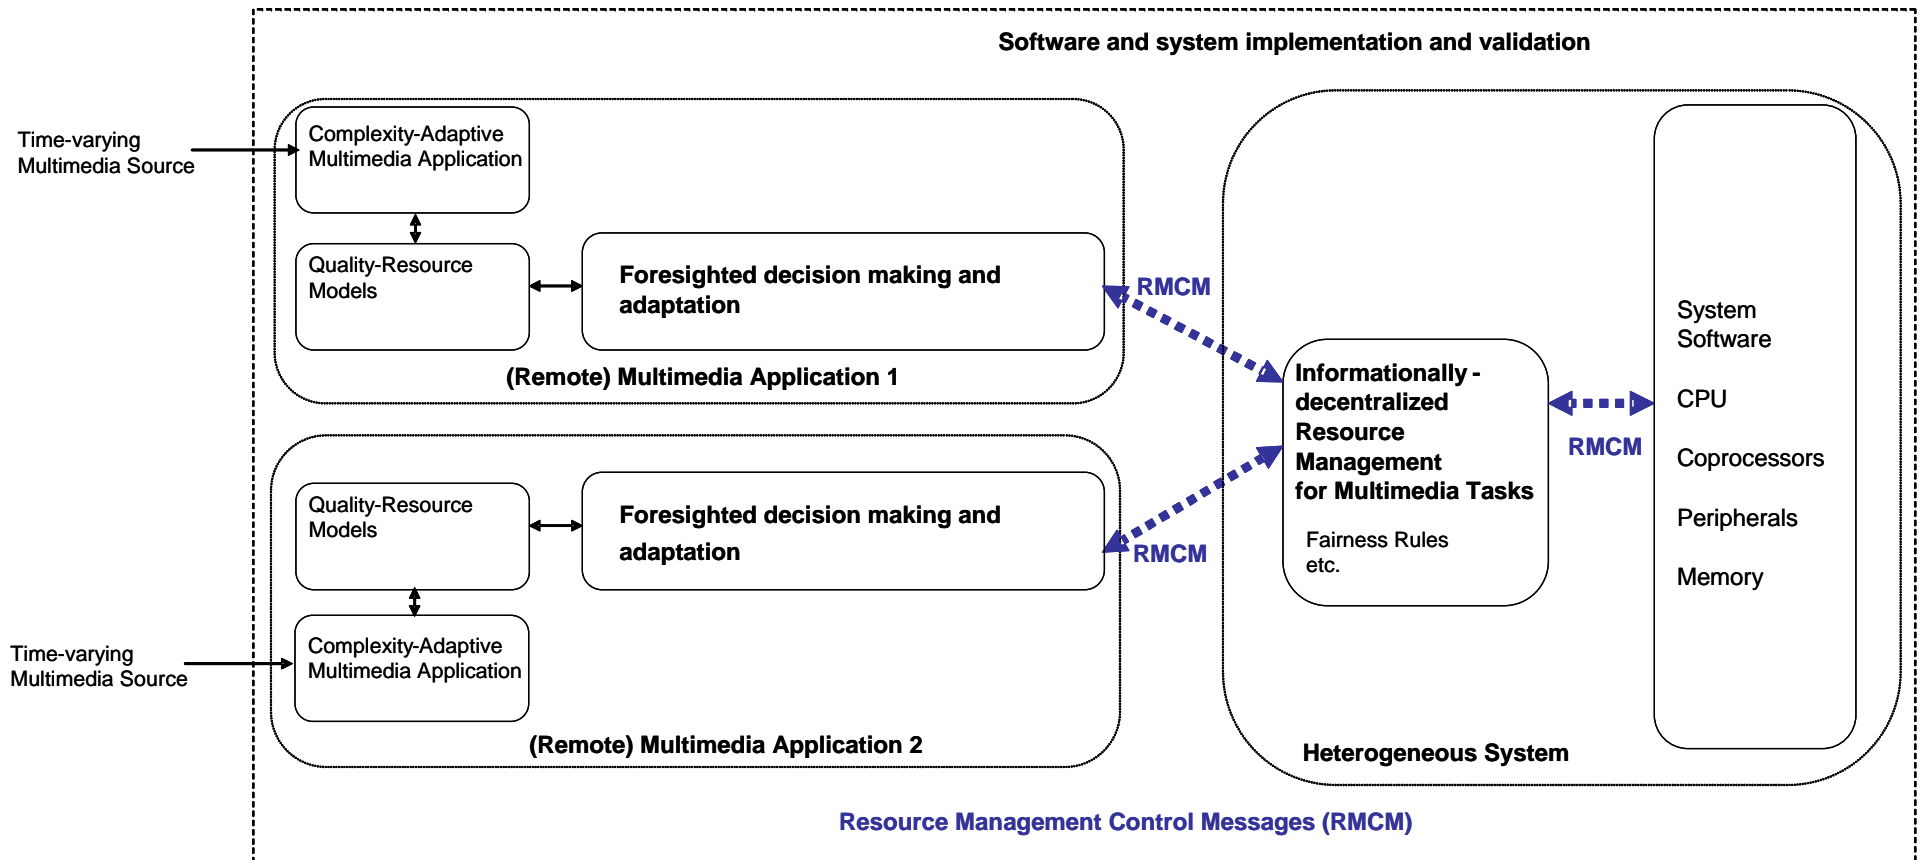 Software and system implementation and validation
Time-varying
Multimedia Source
Complexity-Adaptive
Multimedia Application
Quality-Resource
Models
Foresighted decision making and
adaptation
(Remote) Multimedia Application 1
RMCM
Quality-Resource
Models
Foresighted decision making and
adaptation
RMCM
Time-varying
Multimedia Source
Complexity-Adaptive
Multimedia Application
(Remote) Multimedia Application 2
Informationally -
decentralized
Resource
Management
for Multimedia Tasks
Fairness Rules
etc.
RMCM
System
Software
CPU
Coprocessors
Peripherals
Memory
Heterogeneous System
Resource Management Control Messages (RMCM)